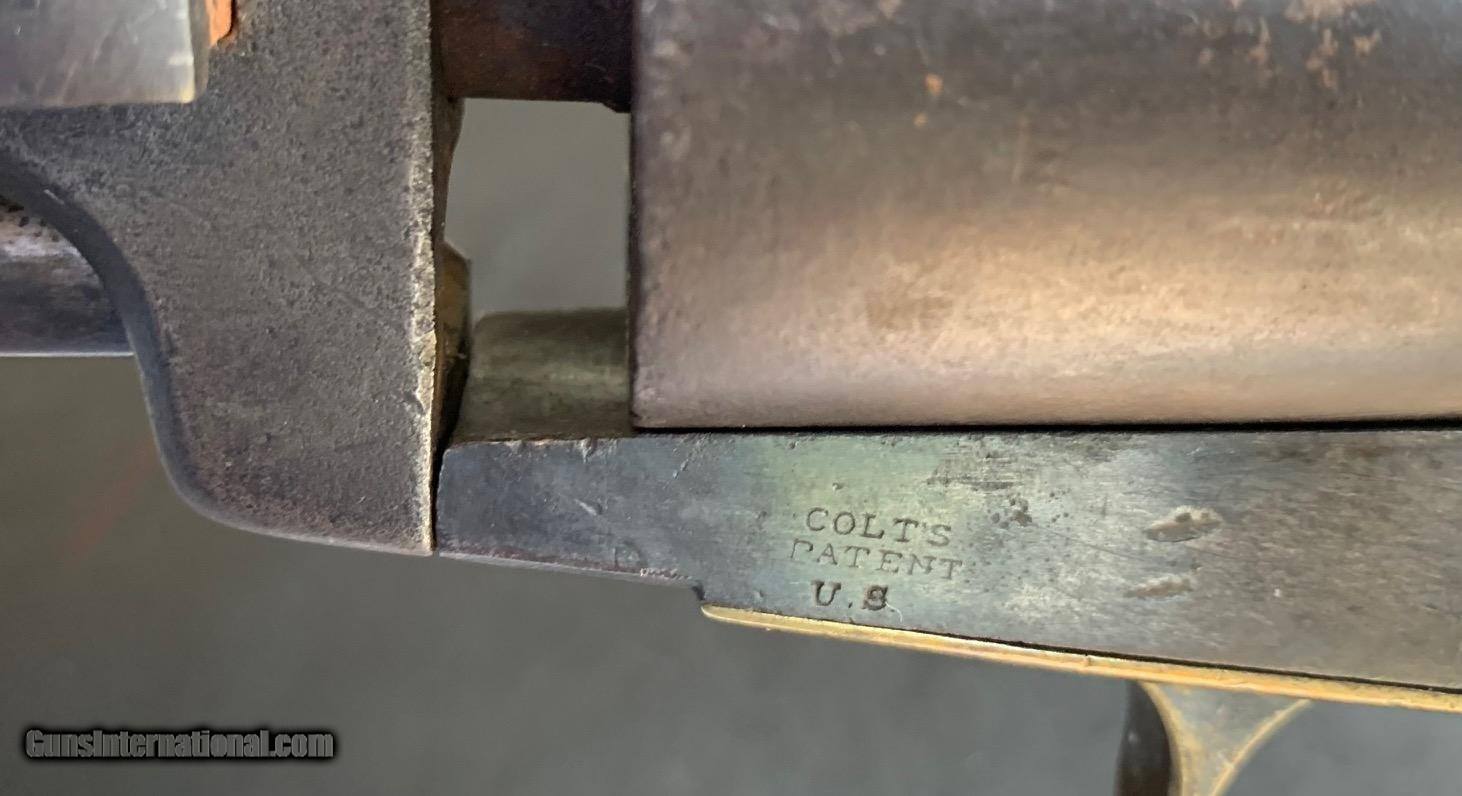 COLT'S
PATENT
U.S.
GunsInternational.com